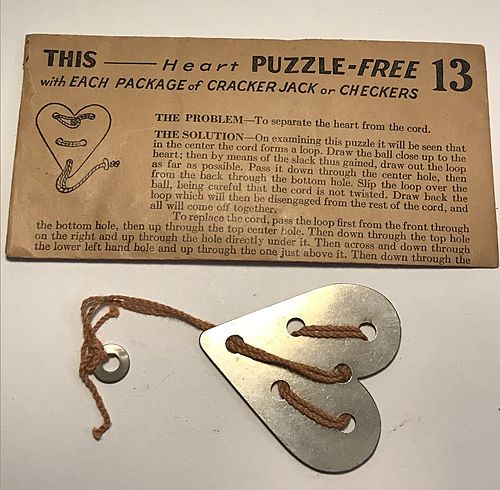 THIS —— Heart PUZZLE-FREE 13
with EACH PACKAGE of CRACKER JACK or CHECKERS
THE PROBLEM—To separate the heart from the cord.
THE SOLUTION—On examining this puzzle it will be seen that
in the center the cord forms a loop. Draw the ball close up to the
heart; then by means of the slack thus gained, draw out the loop
as far as possible. Pass it down through the center hole, then
from the back through the bottom hole. Slip the loop over the
ball, being careful that the cord is not twisted. Draw back the
loop which will then be disengaged from the rest of the cord, and
all will come off together.
To replace the cord, pass the loop first from the front through
the bottom hole, then up through the top center hole. Then down through the top hole
on the right and up through the hole directly under it. Then across and down through
the lower left hand hole and up through the one just above it. Then down through the